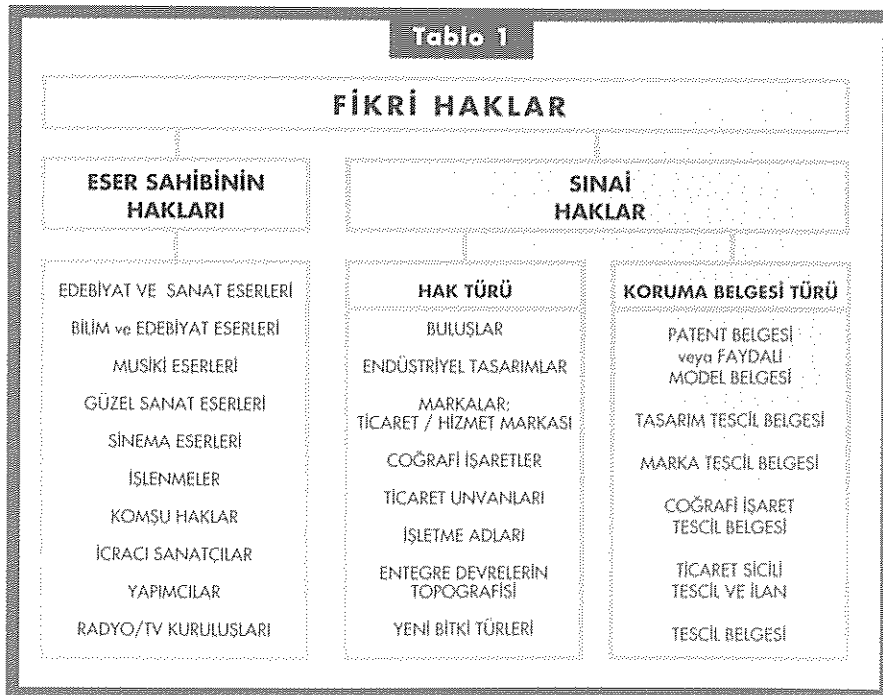 Tablo 1
FİKRİ HAKLAR
ESER SAHİBİNİN
HAKLARI
EDEBİYAT VE SANAT ESERLERİ
BİLİM ve EDEBİYAT ESERLERİ
MUSİKİ ESERLERİ
GÜZEL SANAT ESERLERİ
SİNEMA ESERLERİ
İŞLENMELER
KOMŞU HAKLAR
İCRACI SANATÇILAR
YAPIMCILAR
RADYO/TV KURULUŞLARI
SINAİ
HAKLAR
HAK TÜRÜ
BULUŞLAR
ENDÜSTRİYEL TASARIMLAR
MARKALAR:
TİCARET / HİZMET MARKASI
COĞRAFİ İŞARETLER
TİCARET UNVANLARI
İŞLETME ADLARI
ENTEGRE DEVRELERİN
TOPOGRAFİSİ
YENİ BİTKİ TÜRLERİ
KORUMA BELGESİ TÜRÜ
PATENT BELGESİ
veya FAYDALI
MODEL BELGESİ
TASARIM TESCİL BELGESİ
MARKA TESCİL BELGESİ
COĞRAFİ İŞARET
TESCİL BELGESİ
TİCARET SİCİLİ
TESCİL VE İLAN
TESCİL BELGESİ